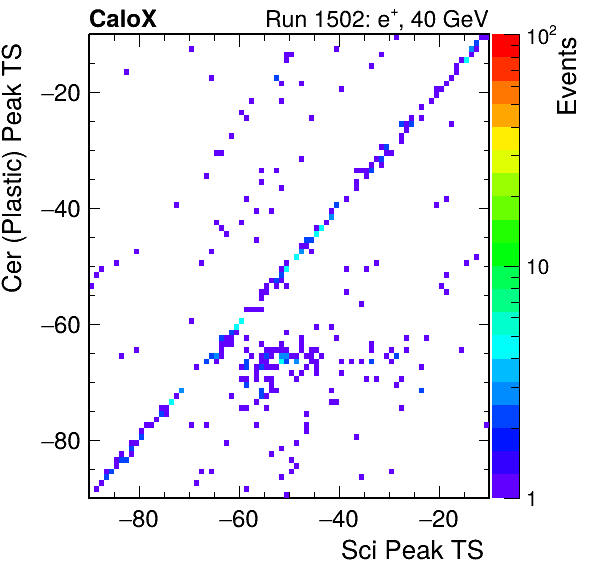 CaloX Run 1502: e⁺, 40 GeV
Cer (Plastic) Peak TS
−20
−40
−60
−80
−80 −60 −40 −20
Sci Peak TS
10²
10
1
Events